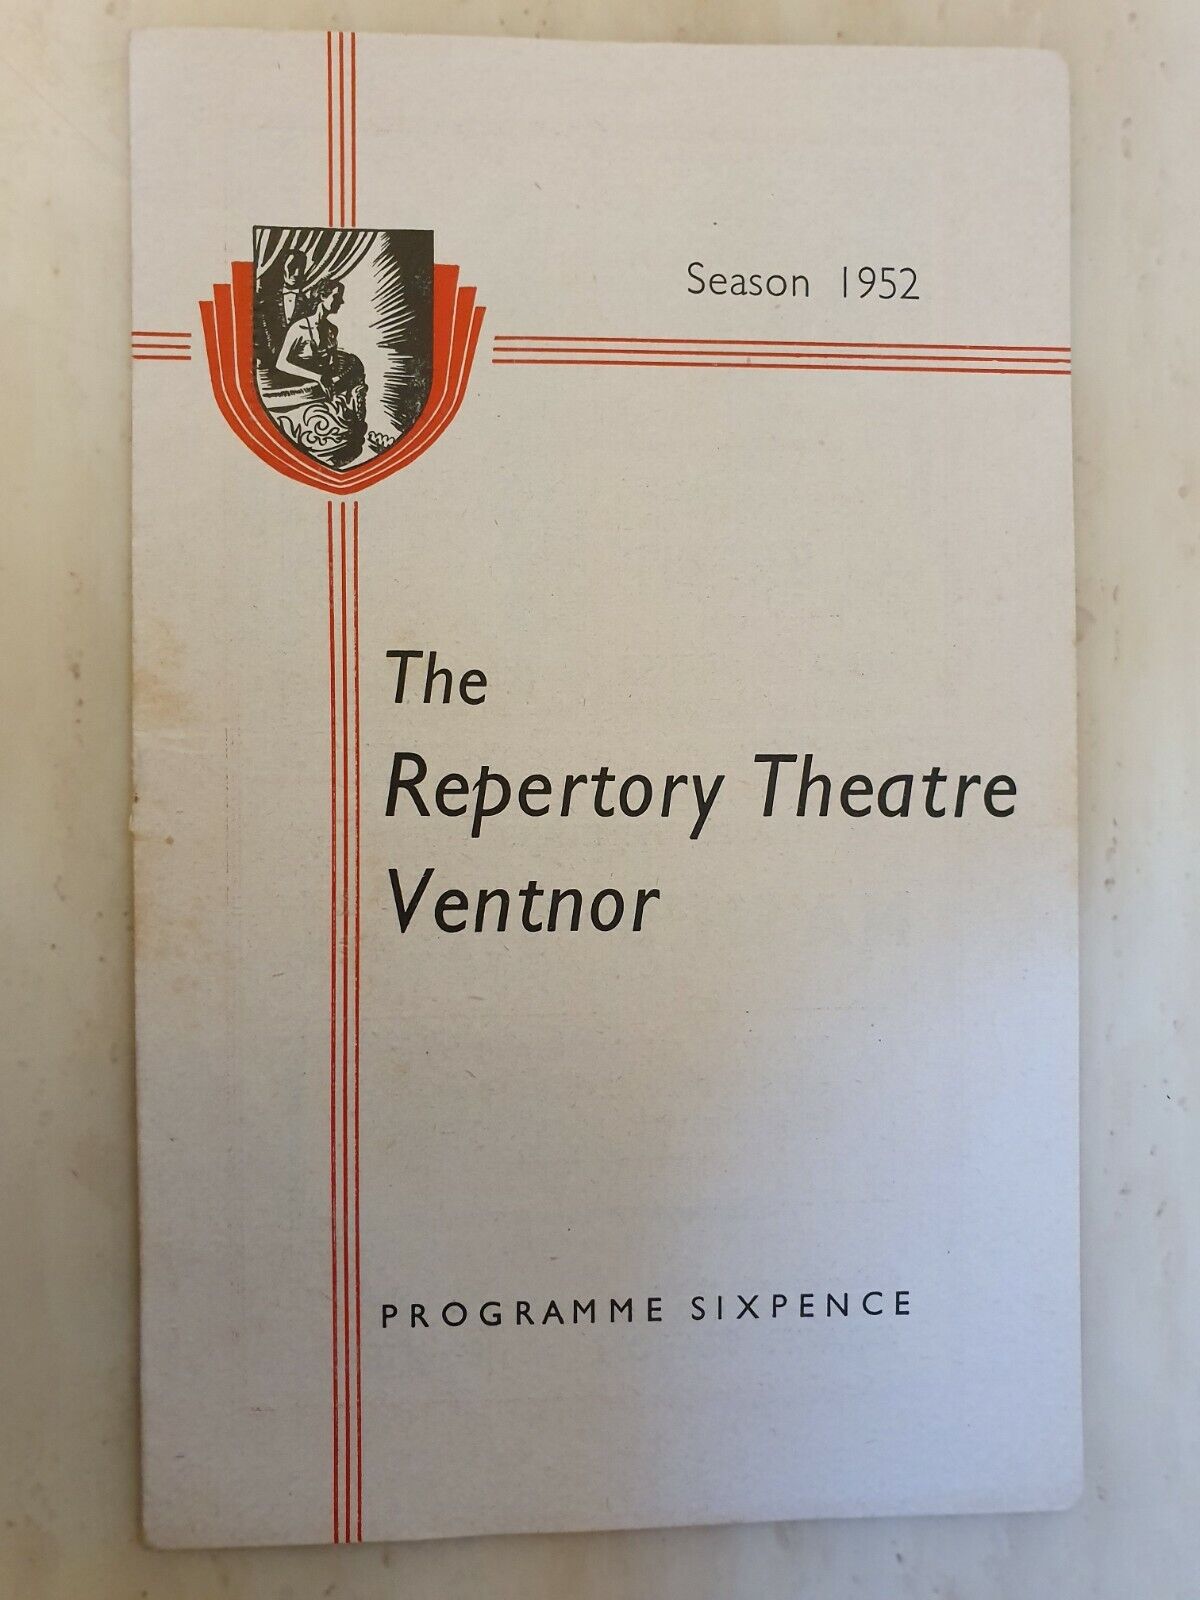 Season 1952
The
Repertory Theatre
Ventnor
PROGRAMME SIXPENCE